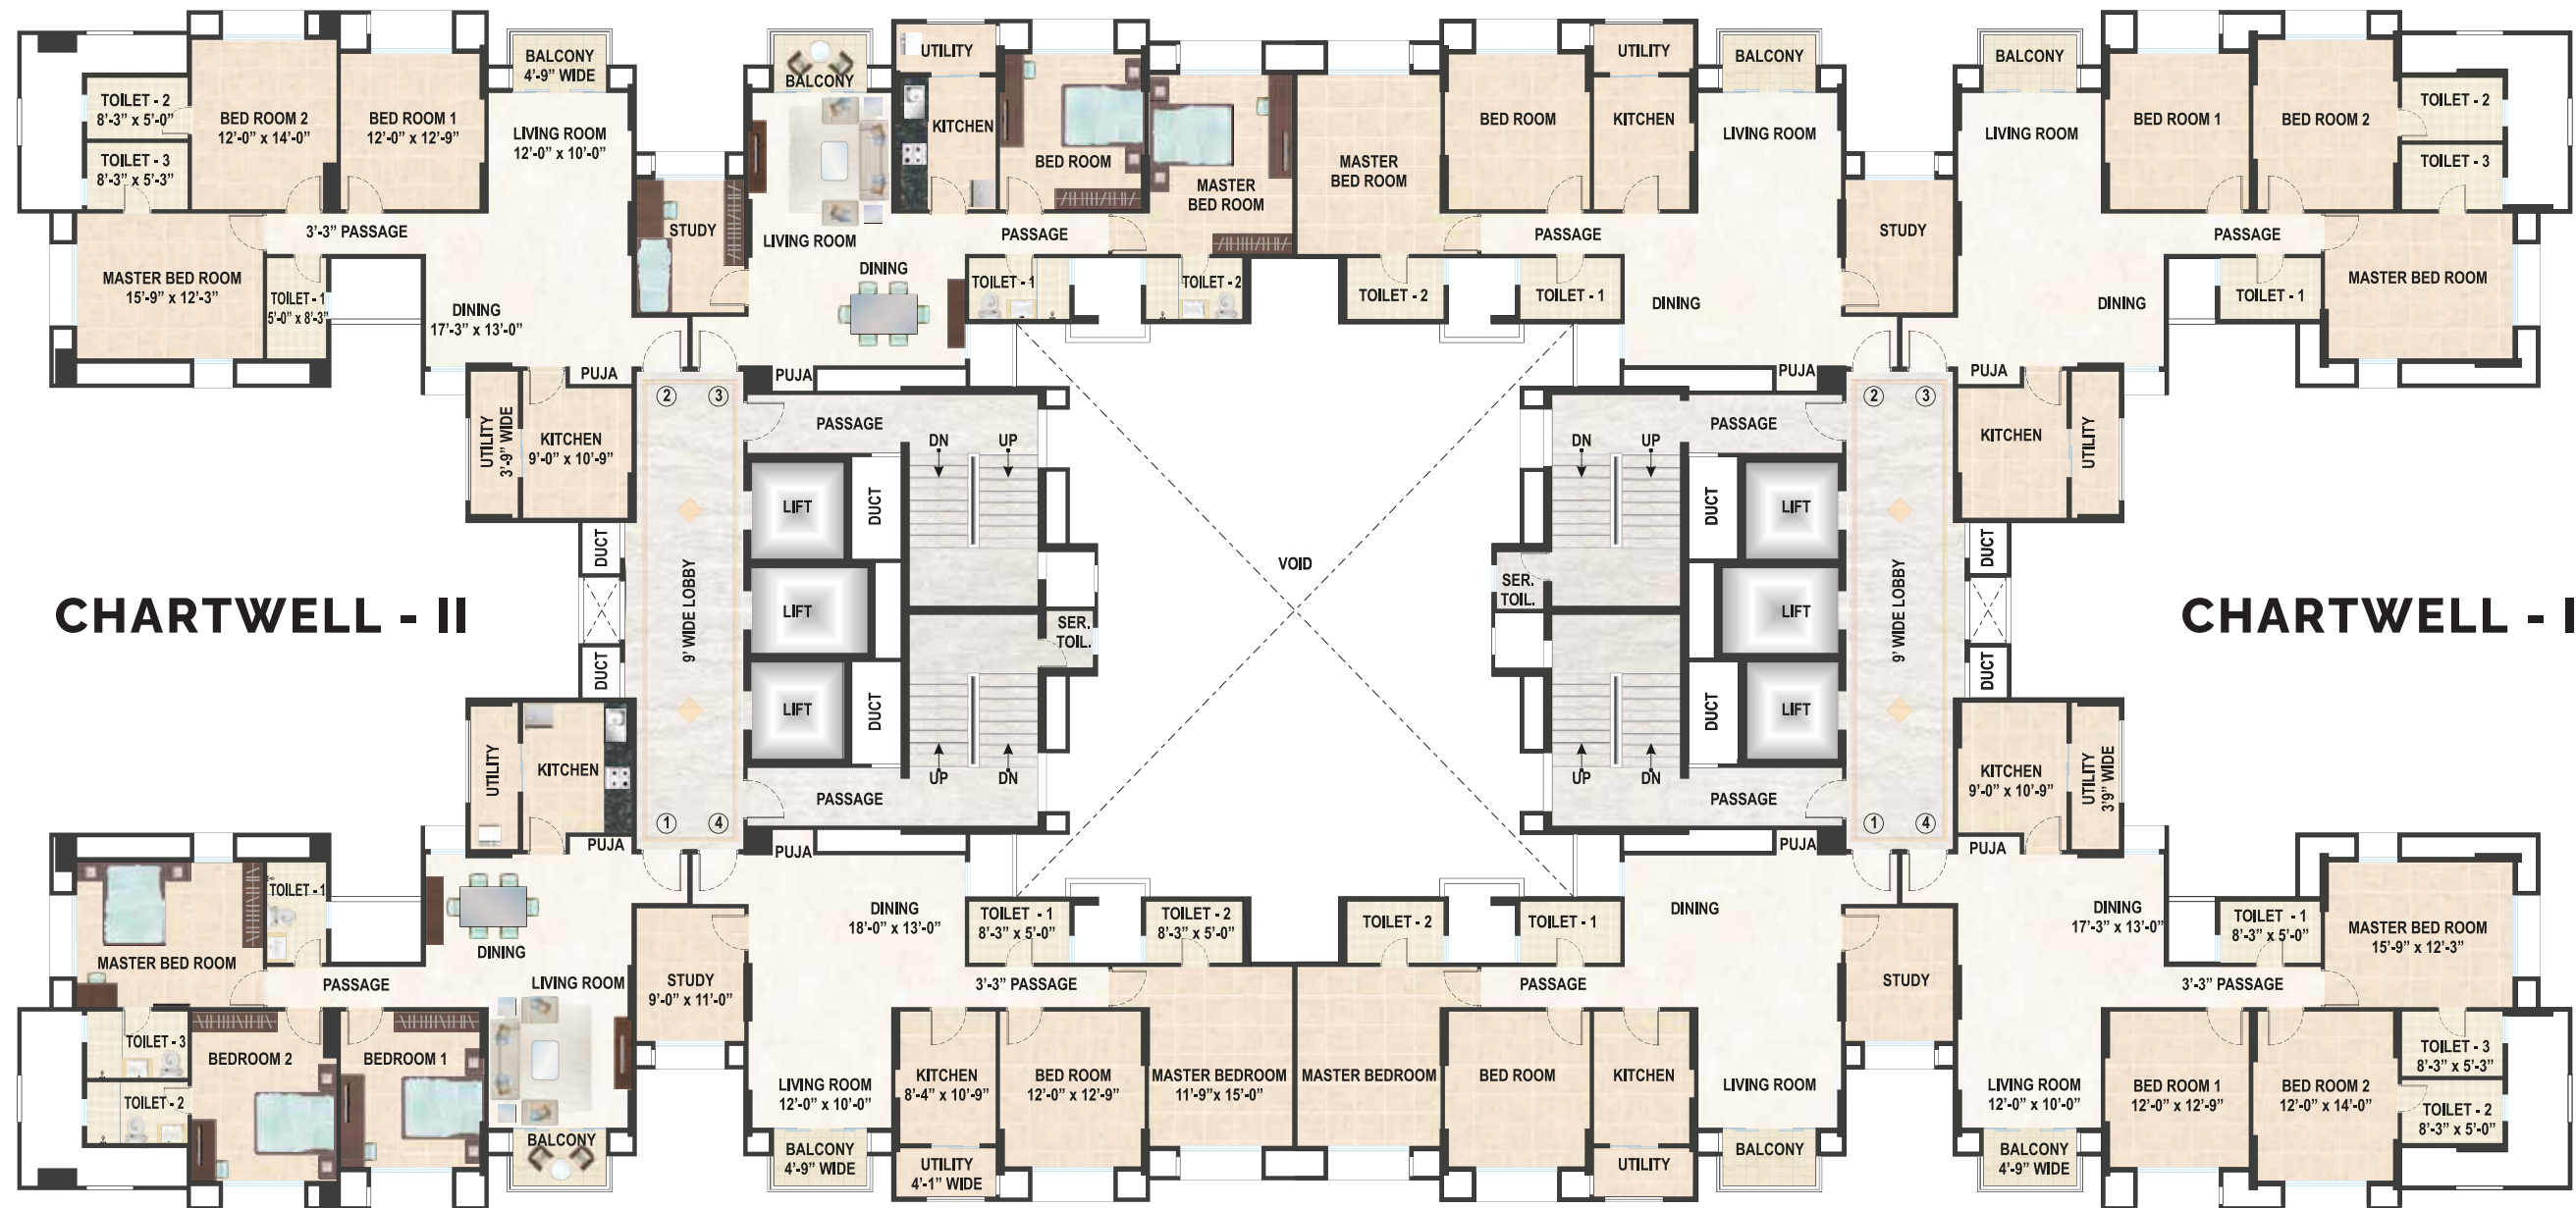 BALCONY
4'-9" WIDE
TOILET - 2
8'-3" x 5'-0"
BED ROOM 2
12'-0" x 14'-0"
BED ROOM 1
12'-0" x 12'-9"
LIVING ROOM
12'-0" x 10'-0"
TOILET - 3
8'-3" x 5'-3"
3'-3" PASSAGE
MASTER BED ROOM
15'-9" x 12'-3"
TOILET - 1
5'-0" x 8'-3"
DINING
17'-3" x 13'-0"
PUJA
UTILITY
3'-9" WIDE
KITCHEN
9'-0" x 10'-9"
BALCONY
UTILITY
KITCHEN
BED ROOM
MASTER
BED ROOM
STUDY
LIVING ROOM
PASSAGE
DINING
TOILET - 1
TOILET - 2
PUJA
MASTER
BED ROOM
BED ROOM
UTILITY
KITCHEN
BALCONY
LIVING ROOM
PASSAGE
TOILET - 2
TOILET - 1
DINING
PUJA
STUDY
BALCONY
LIVING ROOM
BED ROOM 1
BED ROOM 2
TOILET - 2
TOILET - 3
PASSAGE
MASTER BED ROOM
TOILET - 1
DINING
PUJA
KITCHEN
UTILITY
2
3
PASSAGE
DN
UP
LIFT
DUCT
DUCT
9' WIDE LOBBY
LIFT
SER.
TOIL.
DUCT
LIFT
DUCT
UP
DN
PASSAGE
1
4
CHARTWELL - II
VOID
2
3
PASSAGE
DN
UP
DUCT
LIFT
DUCT
SER.
TOIL.
LIFT
9' WIDE LOBBY
DUCT
LIFT
DUCT
UP
DN
PASSAGE
1
4
CHARTWELL - I
UTILITY
KITCHEN
PUJA
TOILET - 1
MASTER BED ROOM
DINING
PASSAGE
LIVING ROOM
TOILET - 3
BEDROOM 2
BEDROOM 1
TOILET - 2
BALCONY
PUJA
DINING
18'-0" x 13'-0"
TOILET - 1
8'-3" x 5'-0"
TOILET - 2
8'-3" x 5'-0"
STUDY
9'-0" x 11'-0"
3'-3" PASSAGE
LIVING ROOM
12'-0" x 10'-0"
KITCHEN
8'-4" x 10'-9"
BED ROOM
12'-0" x 12'-9"
MASTER BEDROOM
11'-9"x 15'-0"
BALCONY
4'-9" WIDE
UTILITY
4'-1" WIDE
PUJA
TOILET - 2
TOILET - 1
DINING
PASSAGE
STUDY
MASTER BEDROOM
BED ROOM
KITCHEN
LIVING ROOM
UTILITY
BALCONY
KITCHEN
9'-0" x 10'-9"
UTILITY
3'9" WIDE
PUJA
DINING
17'-3" x 13'-0"
TOILET - 1
8'-3" x 5'-0"
MASTER BED ROOM
15'-9" x 12'-3"
3'-3" PASSAGE
LIVING ROOM
12'-0" x 10'-0"
BED ROOM 1
12'-0" x 12'-9"
BED ROOM 2
12'-0" x 14'-0"
TOILET - 3
8'-3" x 5'-3"
TOILET - 2
8'-3" x 5'-0"
BALCONY
4'-9" WIDE